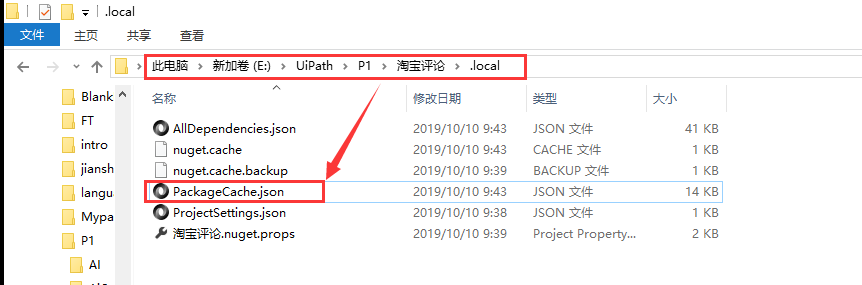 .local
文件 主页 共享 查看
此电脑 新加卷 (E:) UiPath P1 淘宝评论 .local
名称 修改日期 类型 大小
Blank
FT
intro
jiansh
langua
Mypa
P1
AI
AllDependencies.json 2019/10/10 9:43 JSON 文件 41 KB
nuget.cache 2019/10/10 9:43 CACHE 文件 1 KB
nuget.cache.backup 2019/10/10 9:39 BACKUP 文件 1 KB
PackageCache.json 2019/10/10 9:43 JSON 文件 14 KB
ProjectSettings.json 2019/10/10 9:38 JSON 文件 1 KB
淘宝评论.nuget.props 2019/10/10 9:39 Project Property... 2 KB